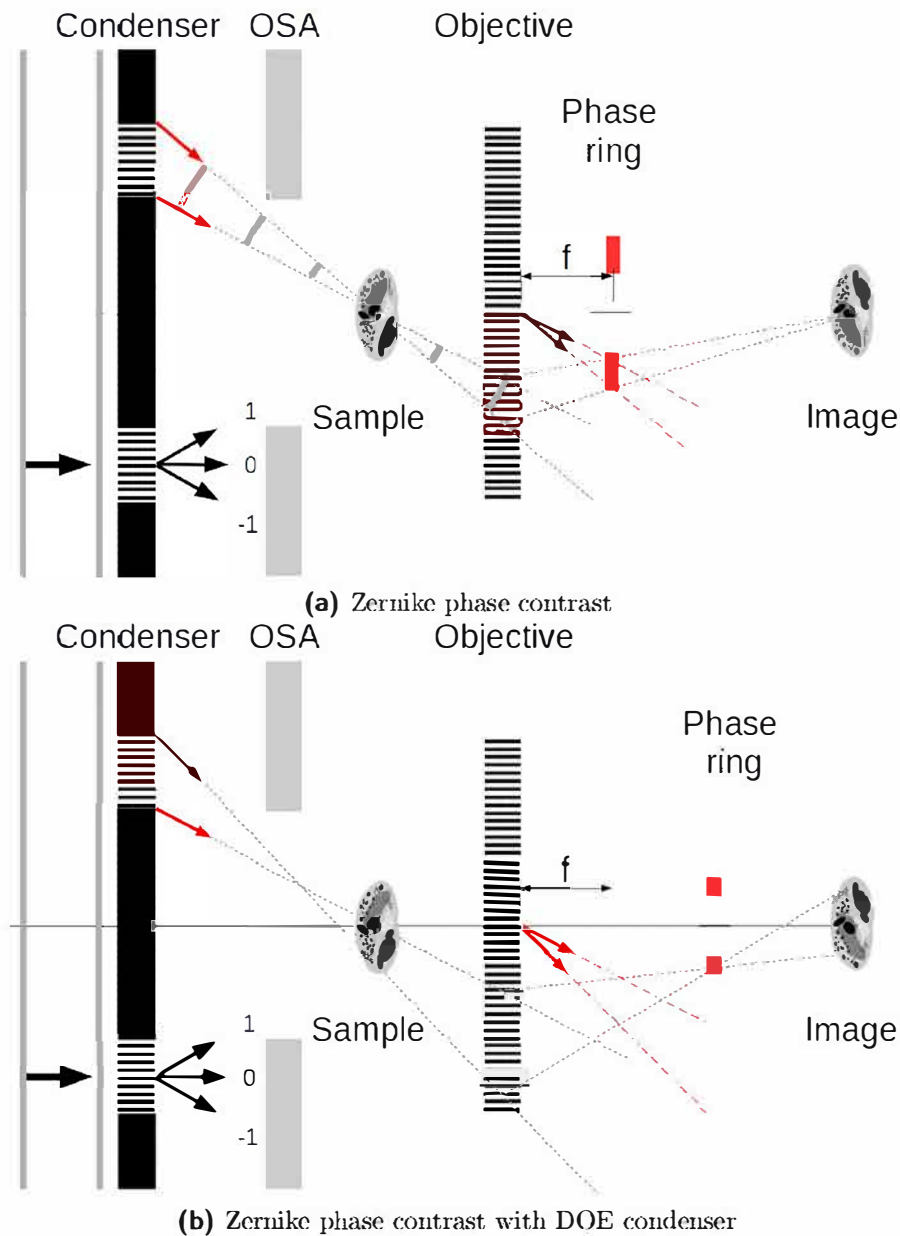 Condenser OSA Objective
Phase
ring
f
1
Sample
Image
0
-1
(a) Zernike phase contrast
Condenser OSA Objective
Phase
ring
f
1
Sample
Image
0
-1
(b) Zernike phase contrast with DOE condenser